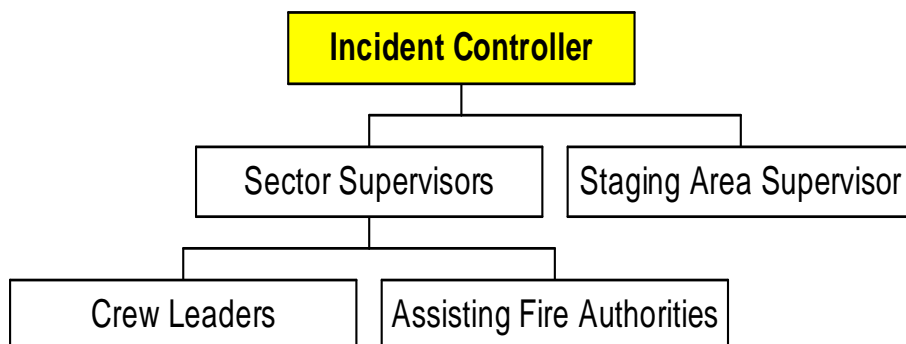 Incident Controller
Sector Supervisors
Staging Area Supervisor
Crew Leaders
Assisting Fire Authorities